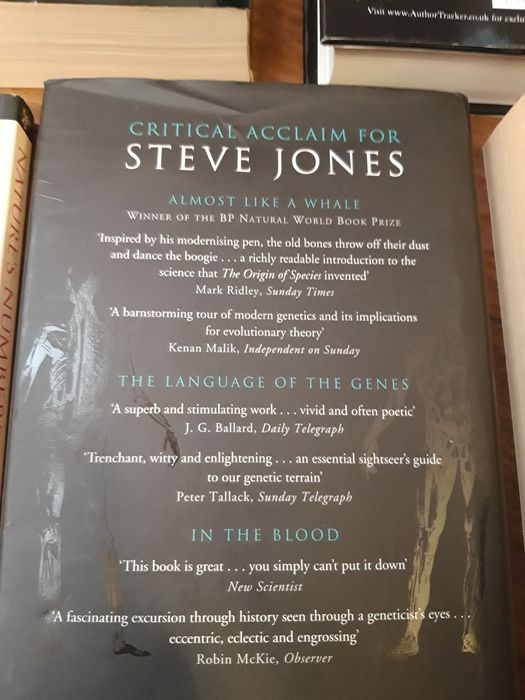 Visit www.AuthorTracker.co.uk for exclu
CRITICAL ACCLAIM FOR
STEVE JONES
ALMOST LIKE A WHALE
WINNER OF THE BP NATURAL WORLD BOOK PRIZE
'Inspired by his modernising pen, the old bones throw off their dust
and dance the boogie . . . a richly readable introduction to the
science that The Origin of Species invented'
Mark Ridley, Sunday Times
'A barnstorming tour of modern genetics and its implications
for evolutionary theory'
Kenan Malik, Independent on Sunday
THE LANGUAGE OF THE GENES
'A superb and stimulating work . . . vivid and often poetic'
J. G. Ballard, Daily Telegraph
'Trenchant, witty and enlightening . . . an essential sightseer's guide
to our genetic terrain'
Peter Tallack, Sunday Telegraph
IN THE BLOOD
'This book is great . . . you simply can't put it down'
New Scientist
'A fascinating excursion through history seen through a geneticist's eyes . . .
eccentric, eclectic and engrossing'
Robin McKie, Observer
NATURE'S NUMBERS